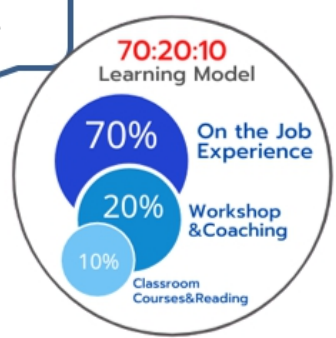 70:20:10
Learning Model
70%
On the Job
Experience
20%
Workshop
&Coaching
10%
Classroom
Courses&Reading